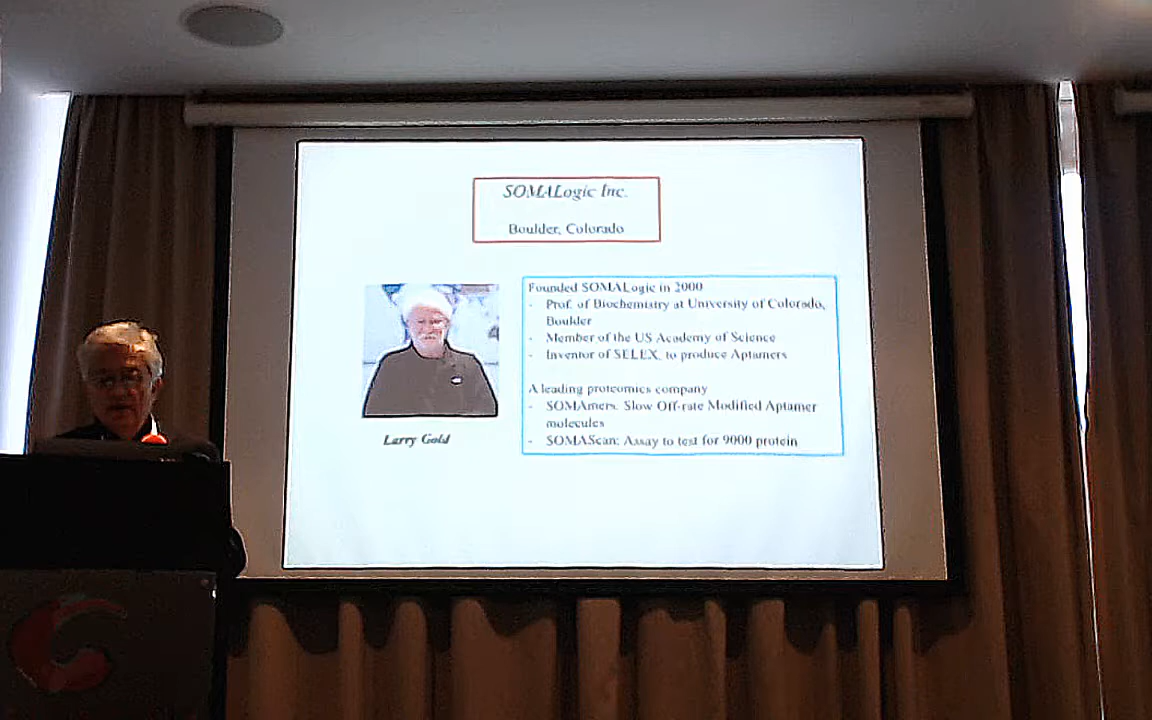 SOMALogic Inc.
Boulder, Colorado
Founded SOMALogic in 2000
- Prof. of Biochemistry at University of Colorado,
Boulder
- Member of the US Academy of Science
- Inventor of SELEX, to produce Aptamers
A leading proteomics company
- SOMAmers. Slow Off-rate Modified Aptamer
molecules
- SOMAScan: Assay to test for 9000 protein
Larry Gold